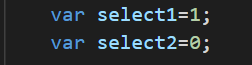 var select1=1;
var select2=0;